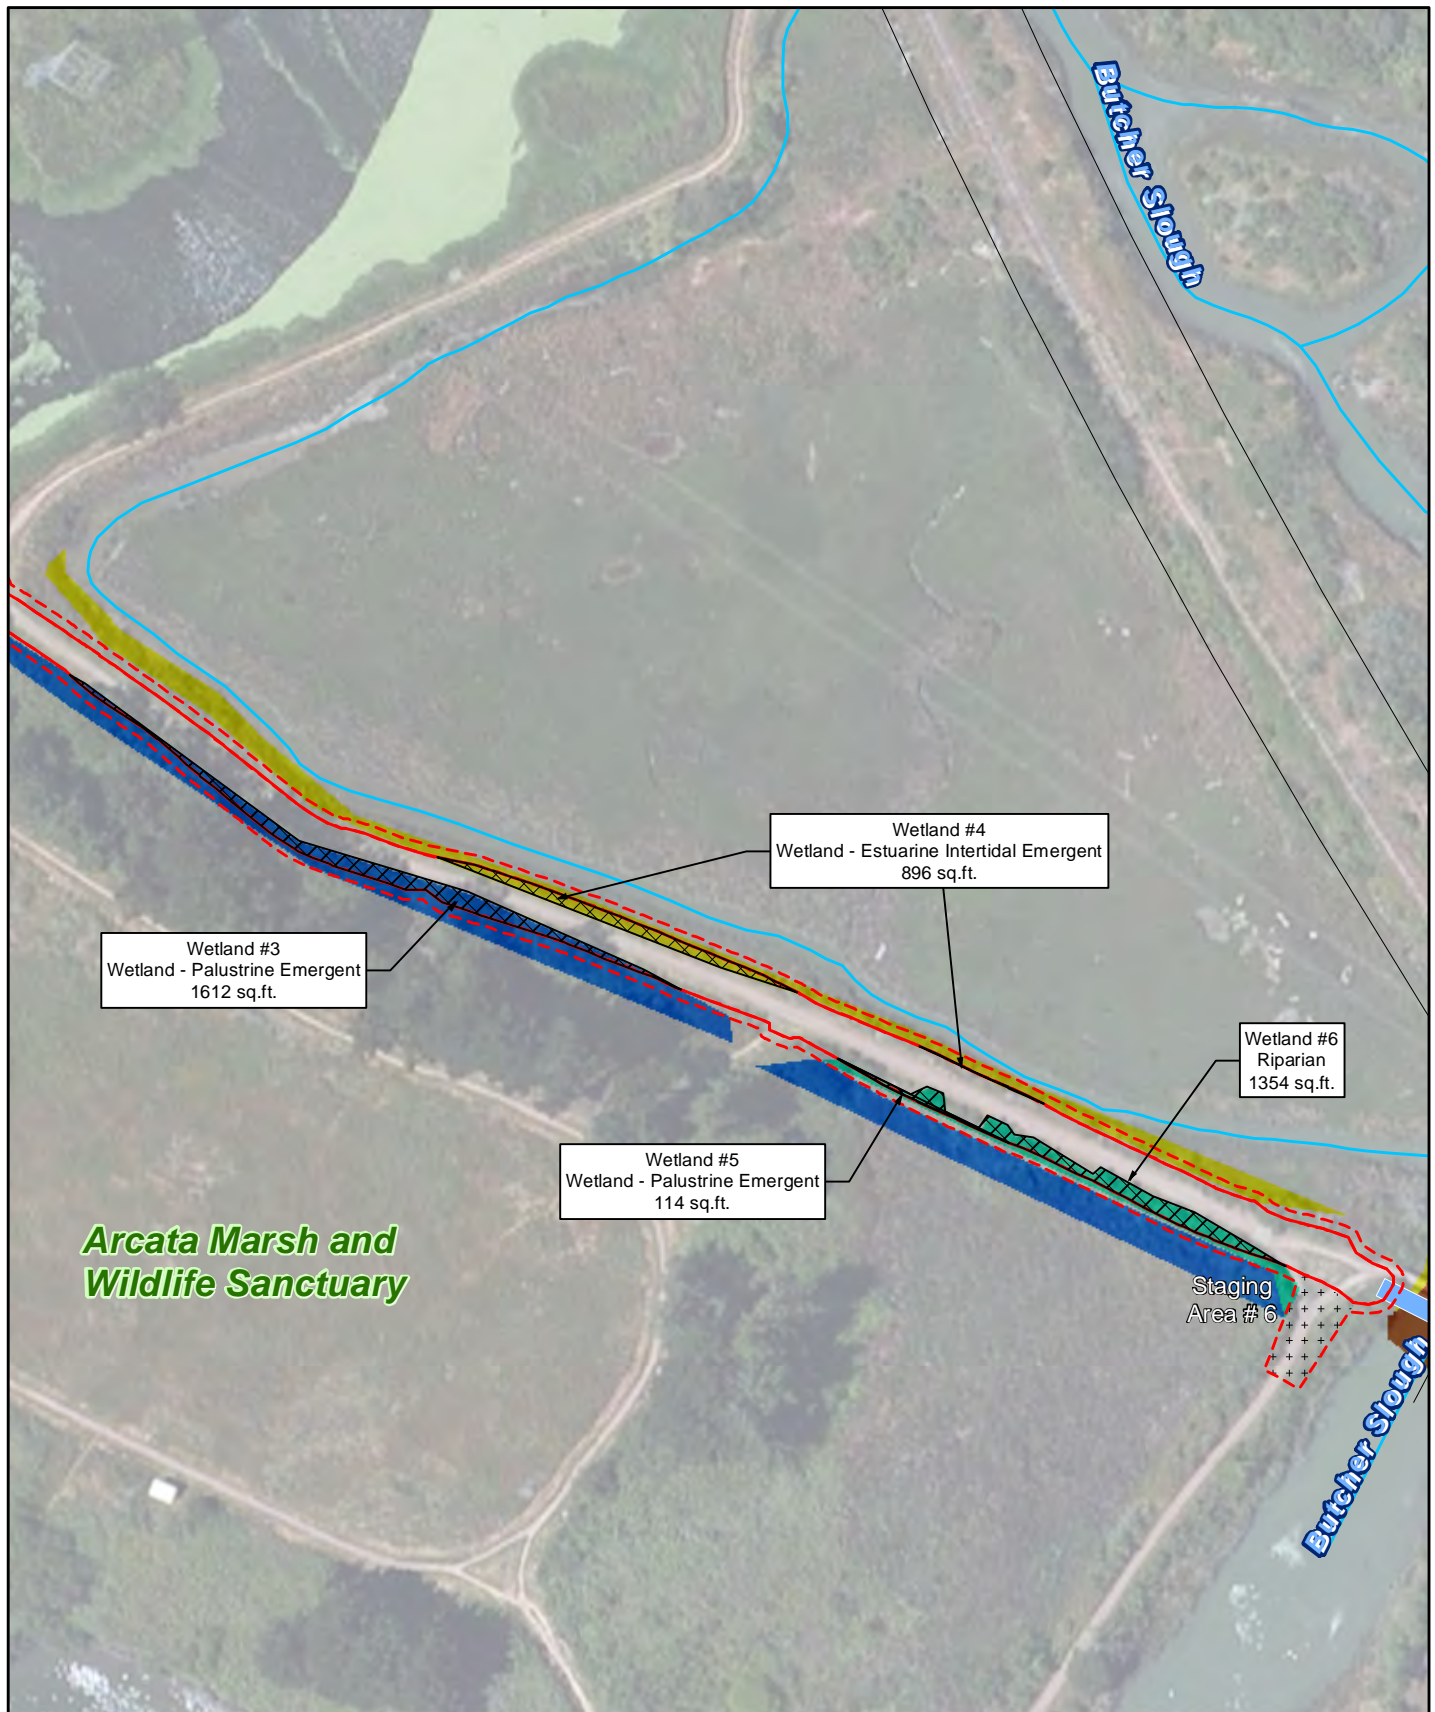 Butcher Slough
Wetland #4
Wetland - Estuarine Intertidal Emergent
896 sq.ft.
Wetland #3
Wetland - Palustrine Emergent
1612 sq.ft.
Wetland #6
Riparian
1354 sq.ft.
Wetland #5
Wetland - Palustrine Emergent
114 sq.ft.
Arcata Marsh and
Wildlife Sanctuary
Staging
Area # 6
Butcher Slough